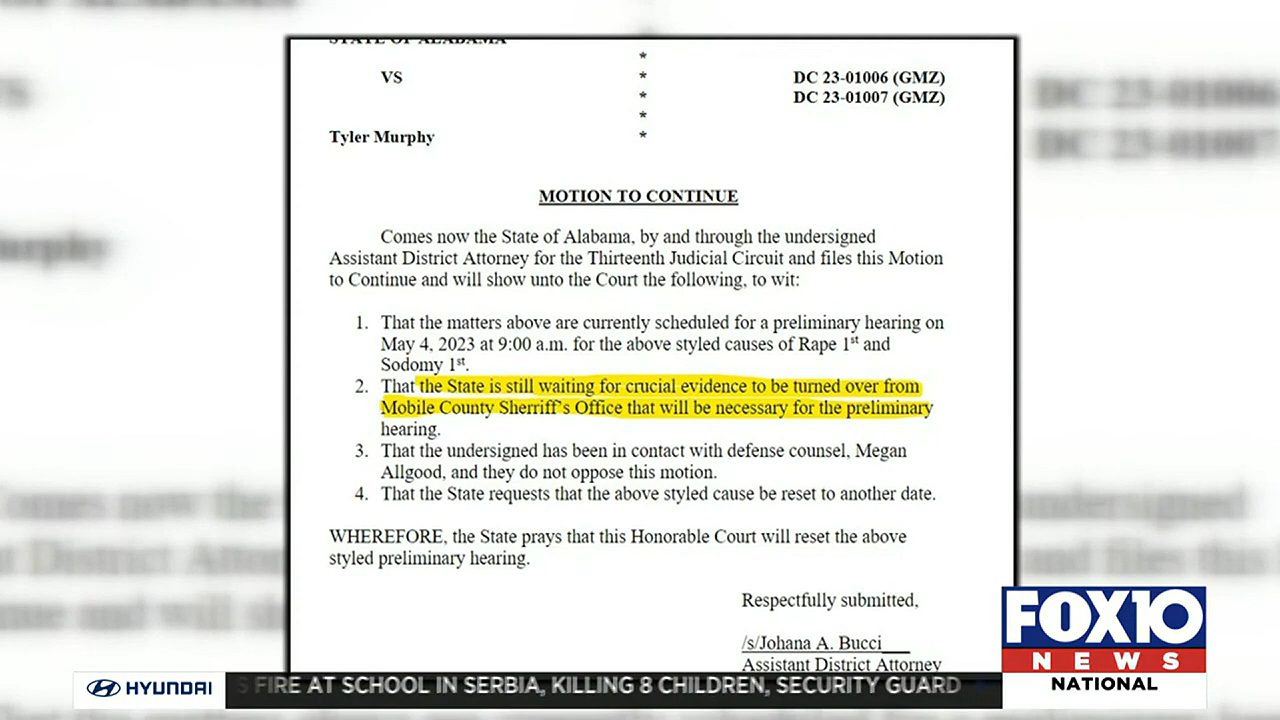 STATE OF ALABAMA
*
VS * DC 23-01006 (GMZ)
* DC 23-01007 (GMZ)
*
Tyler Murphy *
MOTION TO CONTINUE
Comes now the State of Alabama, by and through the undersigned
Assistant District Attorney for the Thirteenth Judicial Circuit and files this Motion
to Continue and will show unto the Court the following, to wit:
1. That the matters above are currently scheduled for a preliminary hearing on
May 4, 2023 at 9:00 a.m. for the above styled causes of Rape 1st and
Sodomy 1st.
2. That the State is still waiting for crucial evidence to be turned over from
Mobile County Sherriff's Office that will be necessary for the preliminary
hearing.
3. That the undersigned has been in contact with defense counsel, Megan
Allgood, and they do not oppose this motion.
4. That the State requests that the above styled cause be reset to another date.
WHEREFORE, the State prays that this Honorable Court will reset the above
styled preliminary hearing.
Respectfully submitted,
/s/Johana A. Bucci
Assistant District Attorney
FOX10
NEWS
NATIONAL
HYUNDAI
S FIRE AT SCHOOL IN SERBIA, KILLING 8 CHILDREN, SECURITY GUARD